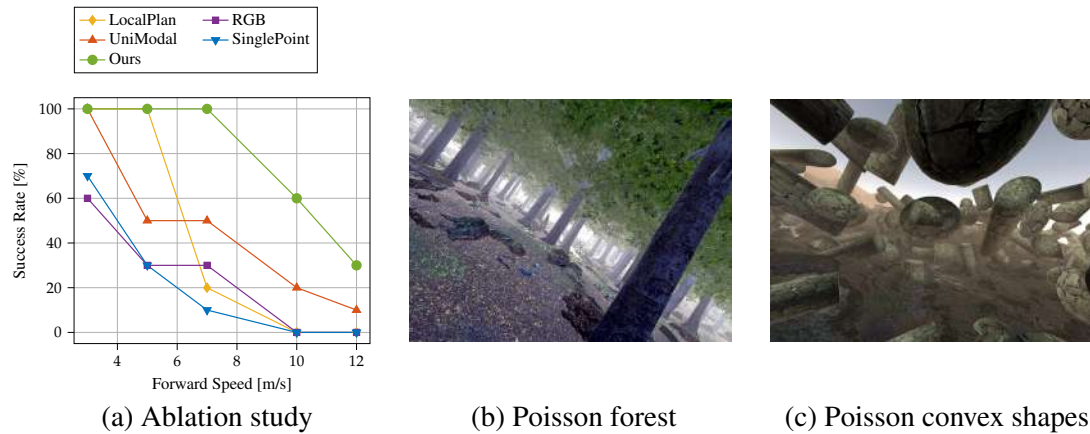 LocalPlan RGB
UniModal SinglePoint
Ours
100
80
60
40
20
0
Success Rate [%]
4 6 8 10 12
Forward Speed [m/s]
(a) Ablation study
(b) Poisson forest
(c) Poisson convex shapes